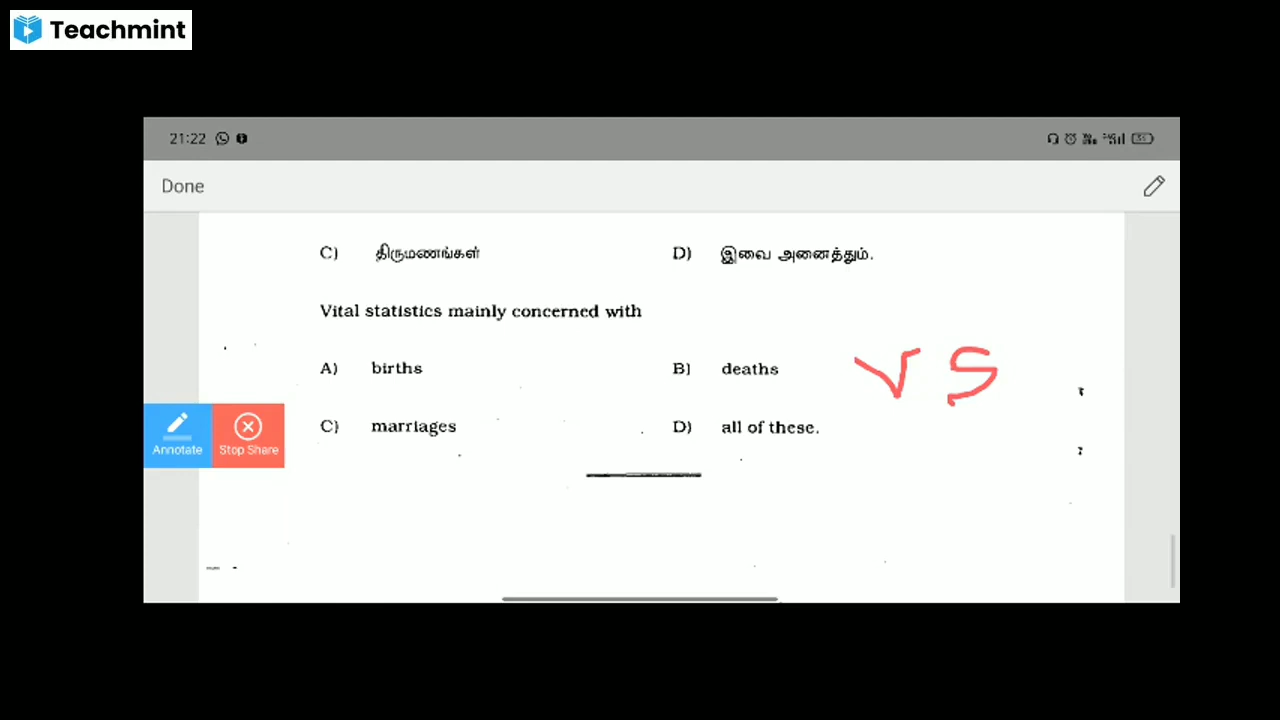 Teachmint
21:22
Done
C) திருமணங்கள் D) இவை அனைத்தும்.
Vital statistics mainly concerned with
A) births B) deaths V S
C) marriages D) all of these.
Annotate Stop Share